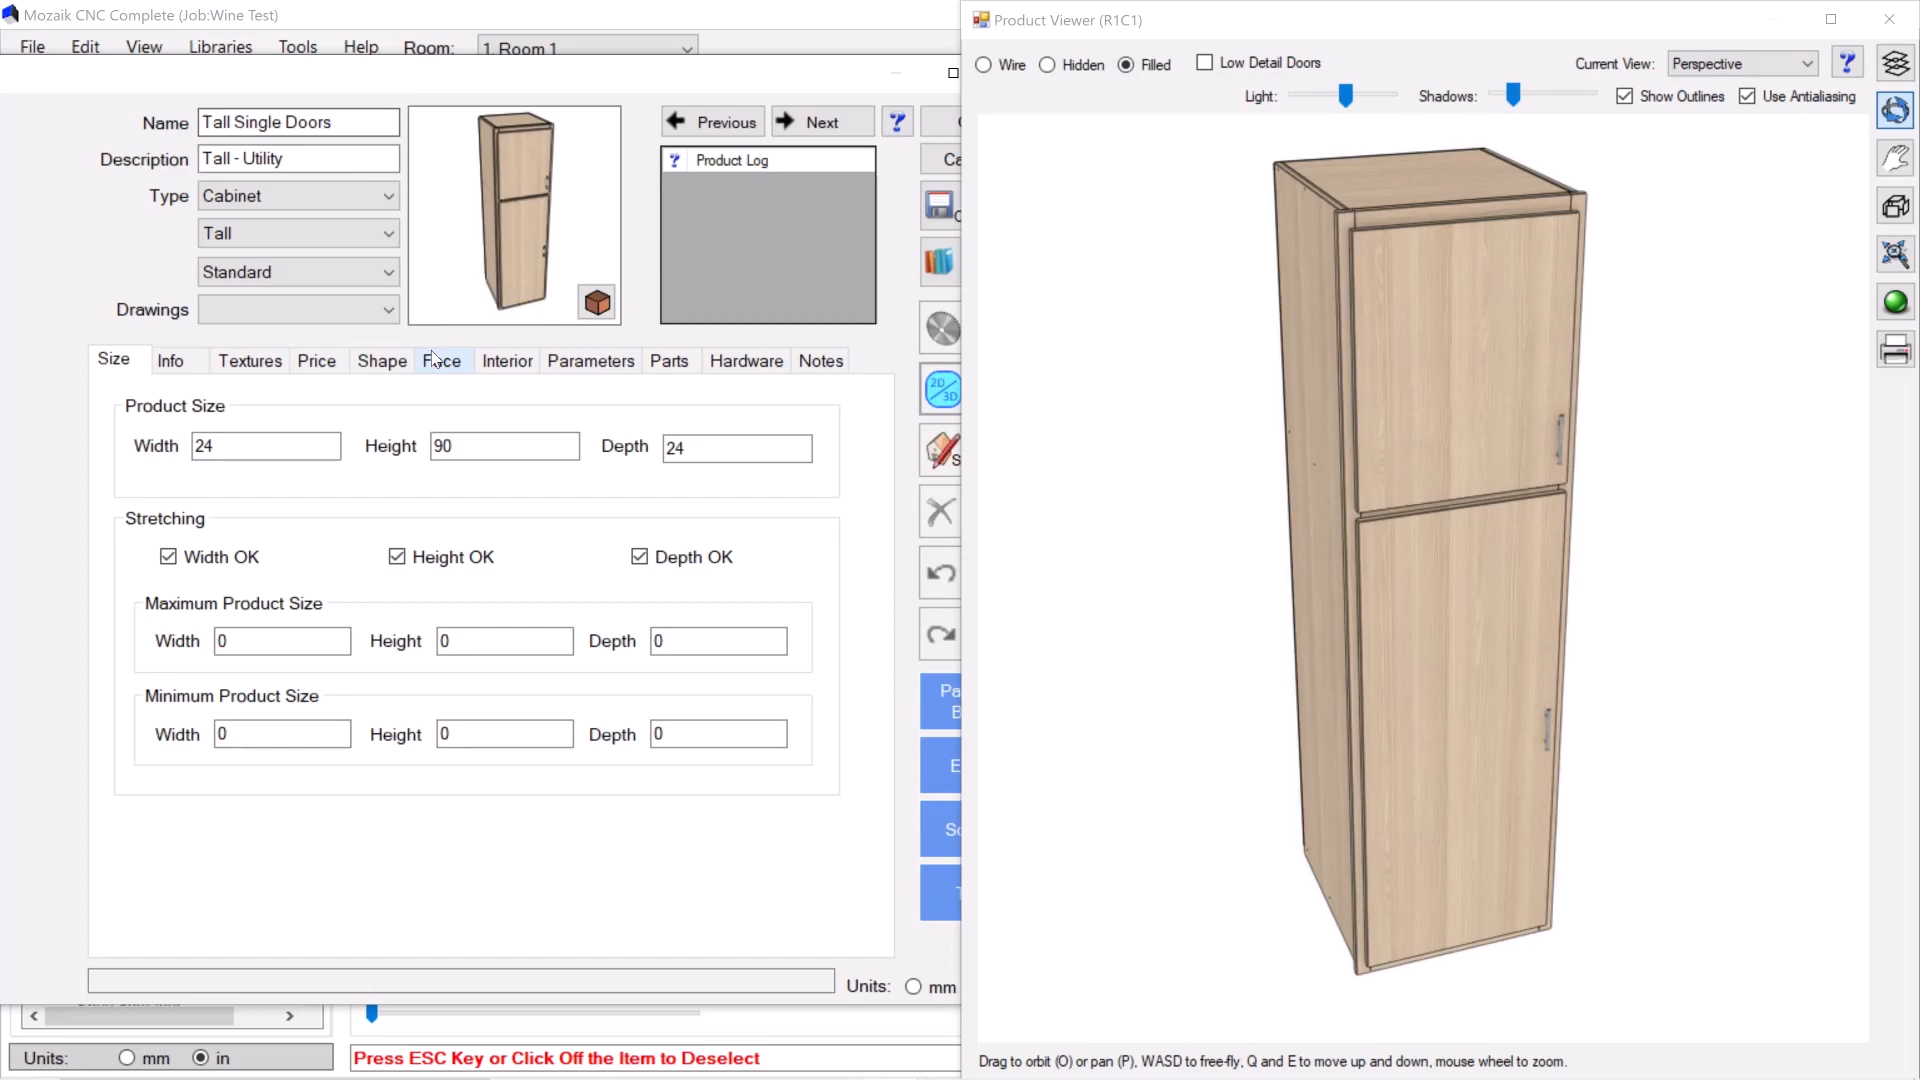 Mozaik CNC Complete (Job:Wine Test)
File Edit View Libraries Tools Help Room: 1. Room 1
Name Tall Single Doors
Description Tall - Utility
Type Cabinet
Tall
Standard
Drawings
Previous Next ?
? Product Log
Ca
2D/3D
Size Info Textures Price Shape Face Interior Parameters Parts Hardware Notes
Product Size
Width 24 Height 90 Depth 24
Stretching
Width OK Height OK Depth OK
Maximum Product Size
Width 0 Height 0 Depth 0
Minimum Product Size
Width 0 Height 0 Depth 0
Pa
B
E
So
T
Units: mm
Units: mm in
Press ESC Key or Click Off the Item to Deselect
Product Viewer (R1C1)
Wire Hidden Filled Low Detail Doors Current View: Perspective ?
Light: Shadows: Show Outlines Use Antialiasing
Drag to orbit (O) or pan (P), WASD to free-fly, Q and E to move up and down, mouse wheel to zoom.